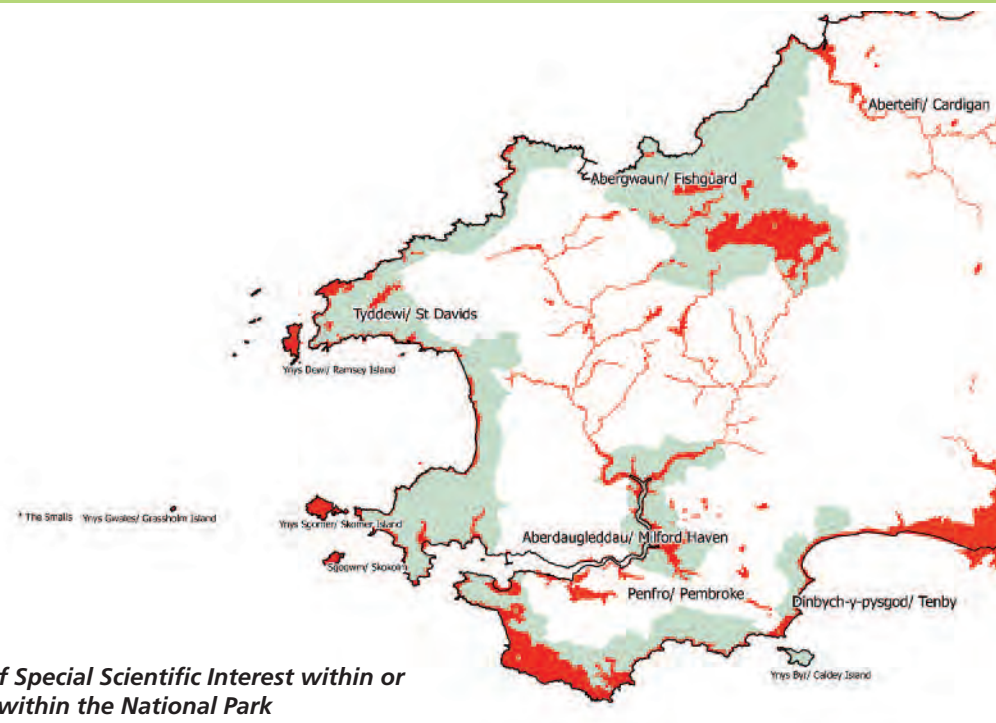 Aberteifi/ Cardigan
Abergwaun/ Fishguard
Tyddewi/ St Davids
Ynys Dewi/ Ramsey Island
* The Smalls
Ynys Gwales/ Grassholm Island
Ynys Sgomer/ Skomer Island
Sgogwm/ Skokolm
Aberdaugleddau/ Milford Haven
Penfro/ Pembroke
Dinbych-y-pysgod/ Tenby
Ynys Byr/ Caldey Island
f Special Scientific Interest within or
within the National Park